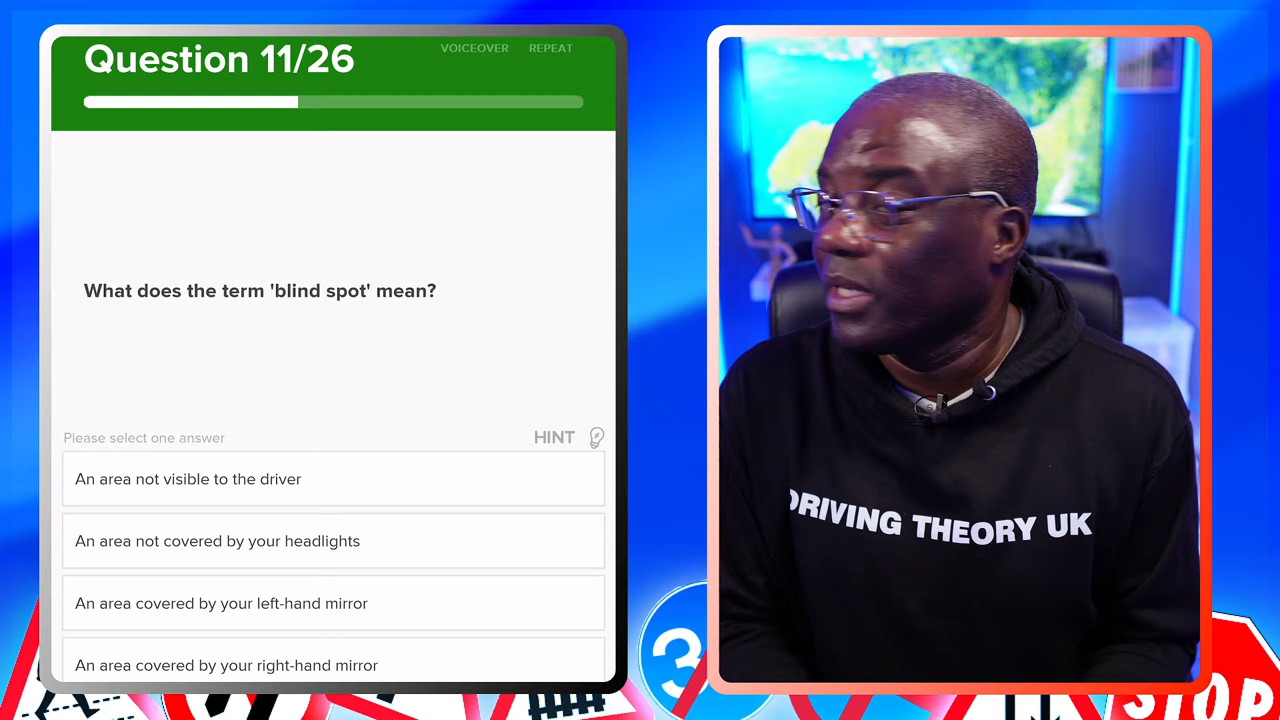 Question 11/26
VOICEOVER REPEAT
What does the term 'blind spot' mean?
Please select one answer
HINT
An area not visible to the driver
An area not covered by your headlights
An area covered by your left-hand mirror
An area covered by your right-hand mirror
DRIVING THEORY UK
3
STOP